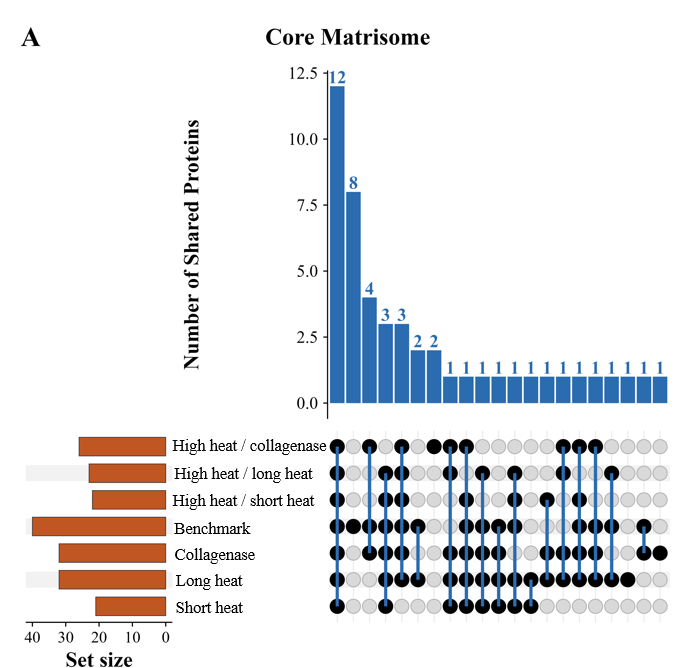 A
Core Matrisome
Number of Shared Proteins
12.5
10.0
7.5
5.0
2.5
0.0
12 8 4 3 3 2 2 1 1 1 1 1 1 1 1 1 1 1 1 1 1
High heat / collagenase
High heat / long heat
High heat / short heat
Benchmark
Collagenase
Long heat
Short heat
40 30 20 10 0
Set size